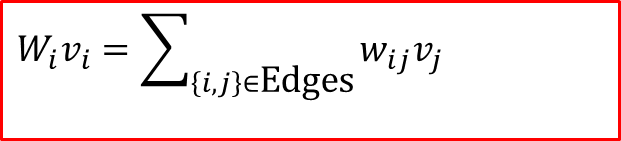 W_i v_i = ∑_{{i,j}∈Edges} w_{ij} v_j